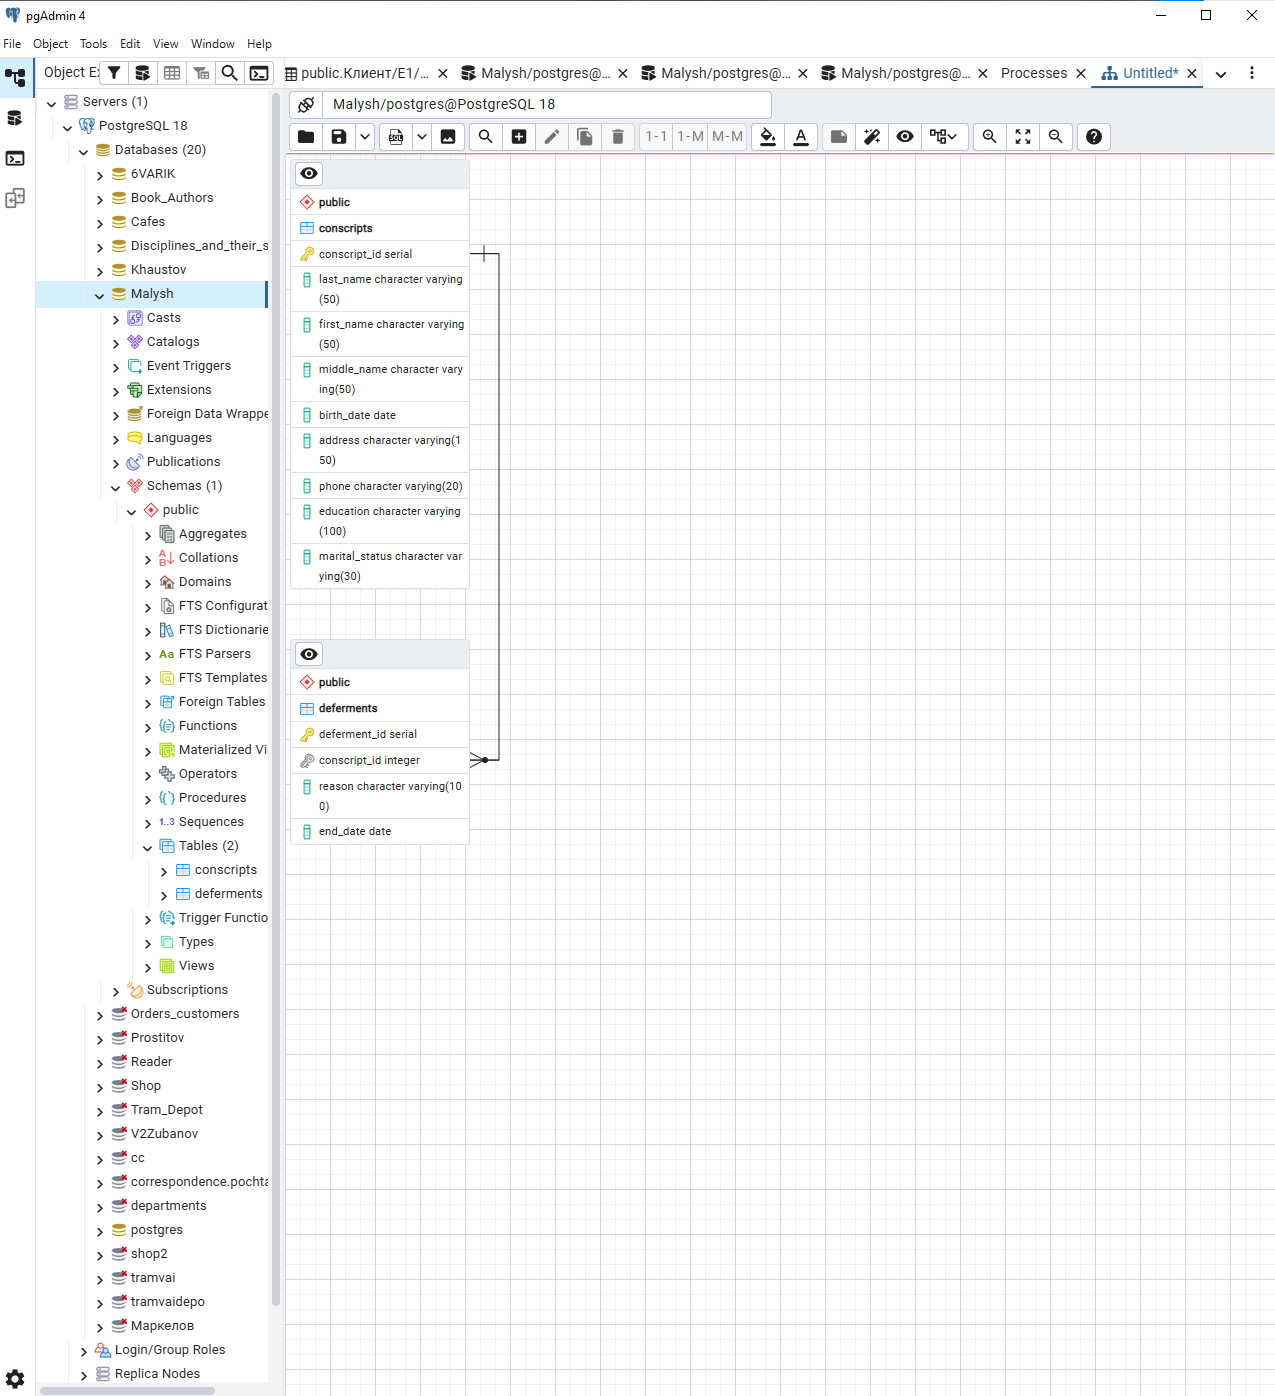 pgAdmin 4
File Object Tools Edit View Window Help
Object E
public.Клиент/E1/...
Malysh/postgres@...
Malysh/postgres@...
Malysh/postgres@...
Processes
Untitled*
Servers (1)
PostgreSQL 18
Databases (20)
6VARIK
Book_Authors
Cafes
Disciplines_and_their_s
Khaustov
Malysh
Casts
Catalogs
Event Triggers
Extensions
Foreign Data Wrappe
Languages
Publications
Schemas (1)
public
Aggregates
Collations
Domains
FTS Configurat
FTS Dictionarie
FTS Parsers
FTS Templates
Foreign Tables
Functions
Materialized Vi
Operators
Procedures
Sequences
Tables (2)
conscripts
deferments
Trigger Functio
Types
Views
Subscriptions
Orders_customers
Prostitov
Reader
Shop
Tram_Depot
V2Zubanov
cc
correspondence.pochta
departments
postgres
shop2
tramvai
tramvaidepo
Маркелов
Login/Group Roles
Replica Nodes
Malysh/postgres@PostgreSQL 18
1-1 1-M M-M
public
conscripts
conscript_id serial
last_name character varying
(50)
first_name character varying
(50)
middle_name character vary
ing(50)
birth_date date
address character varying(1
50)
phone character varying(20)
education character varying
(100)
marital_status character var
ying(30)
public
deferments
deferment_id serial
conscript_id integer
reason character varying(10
0)
end_date date